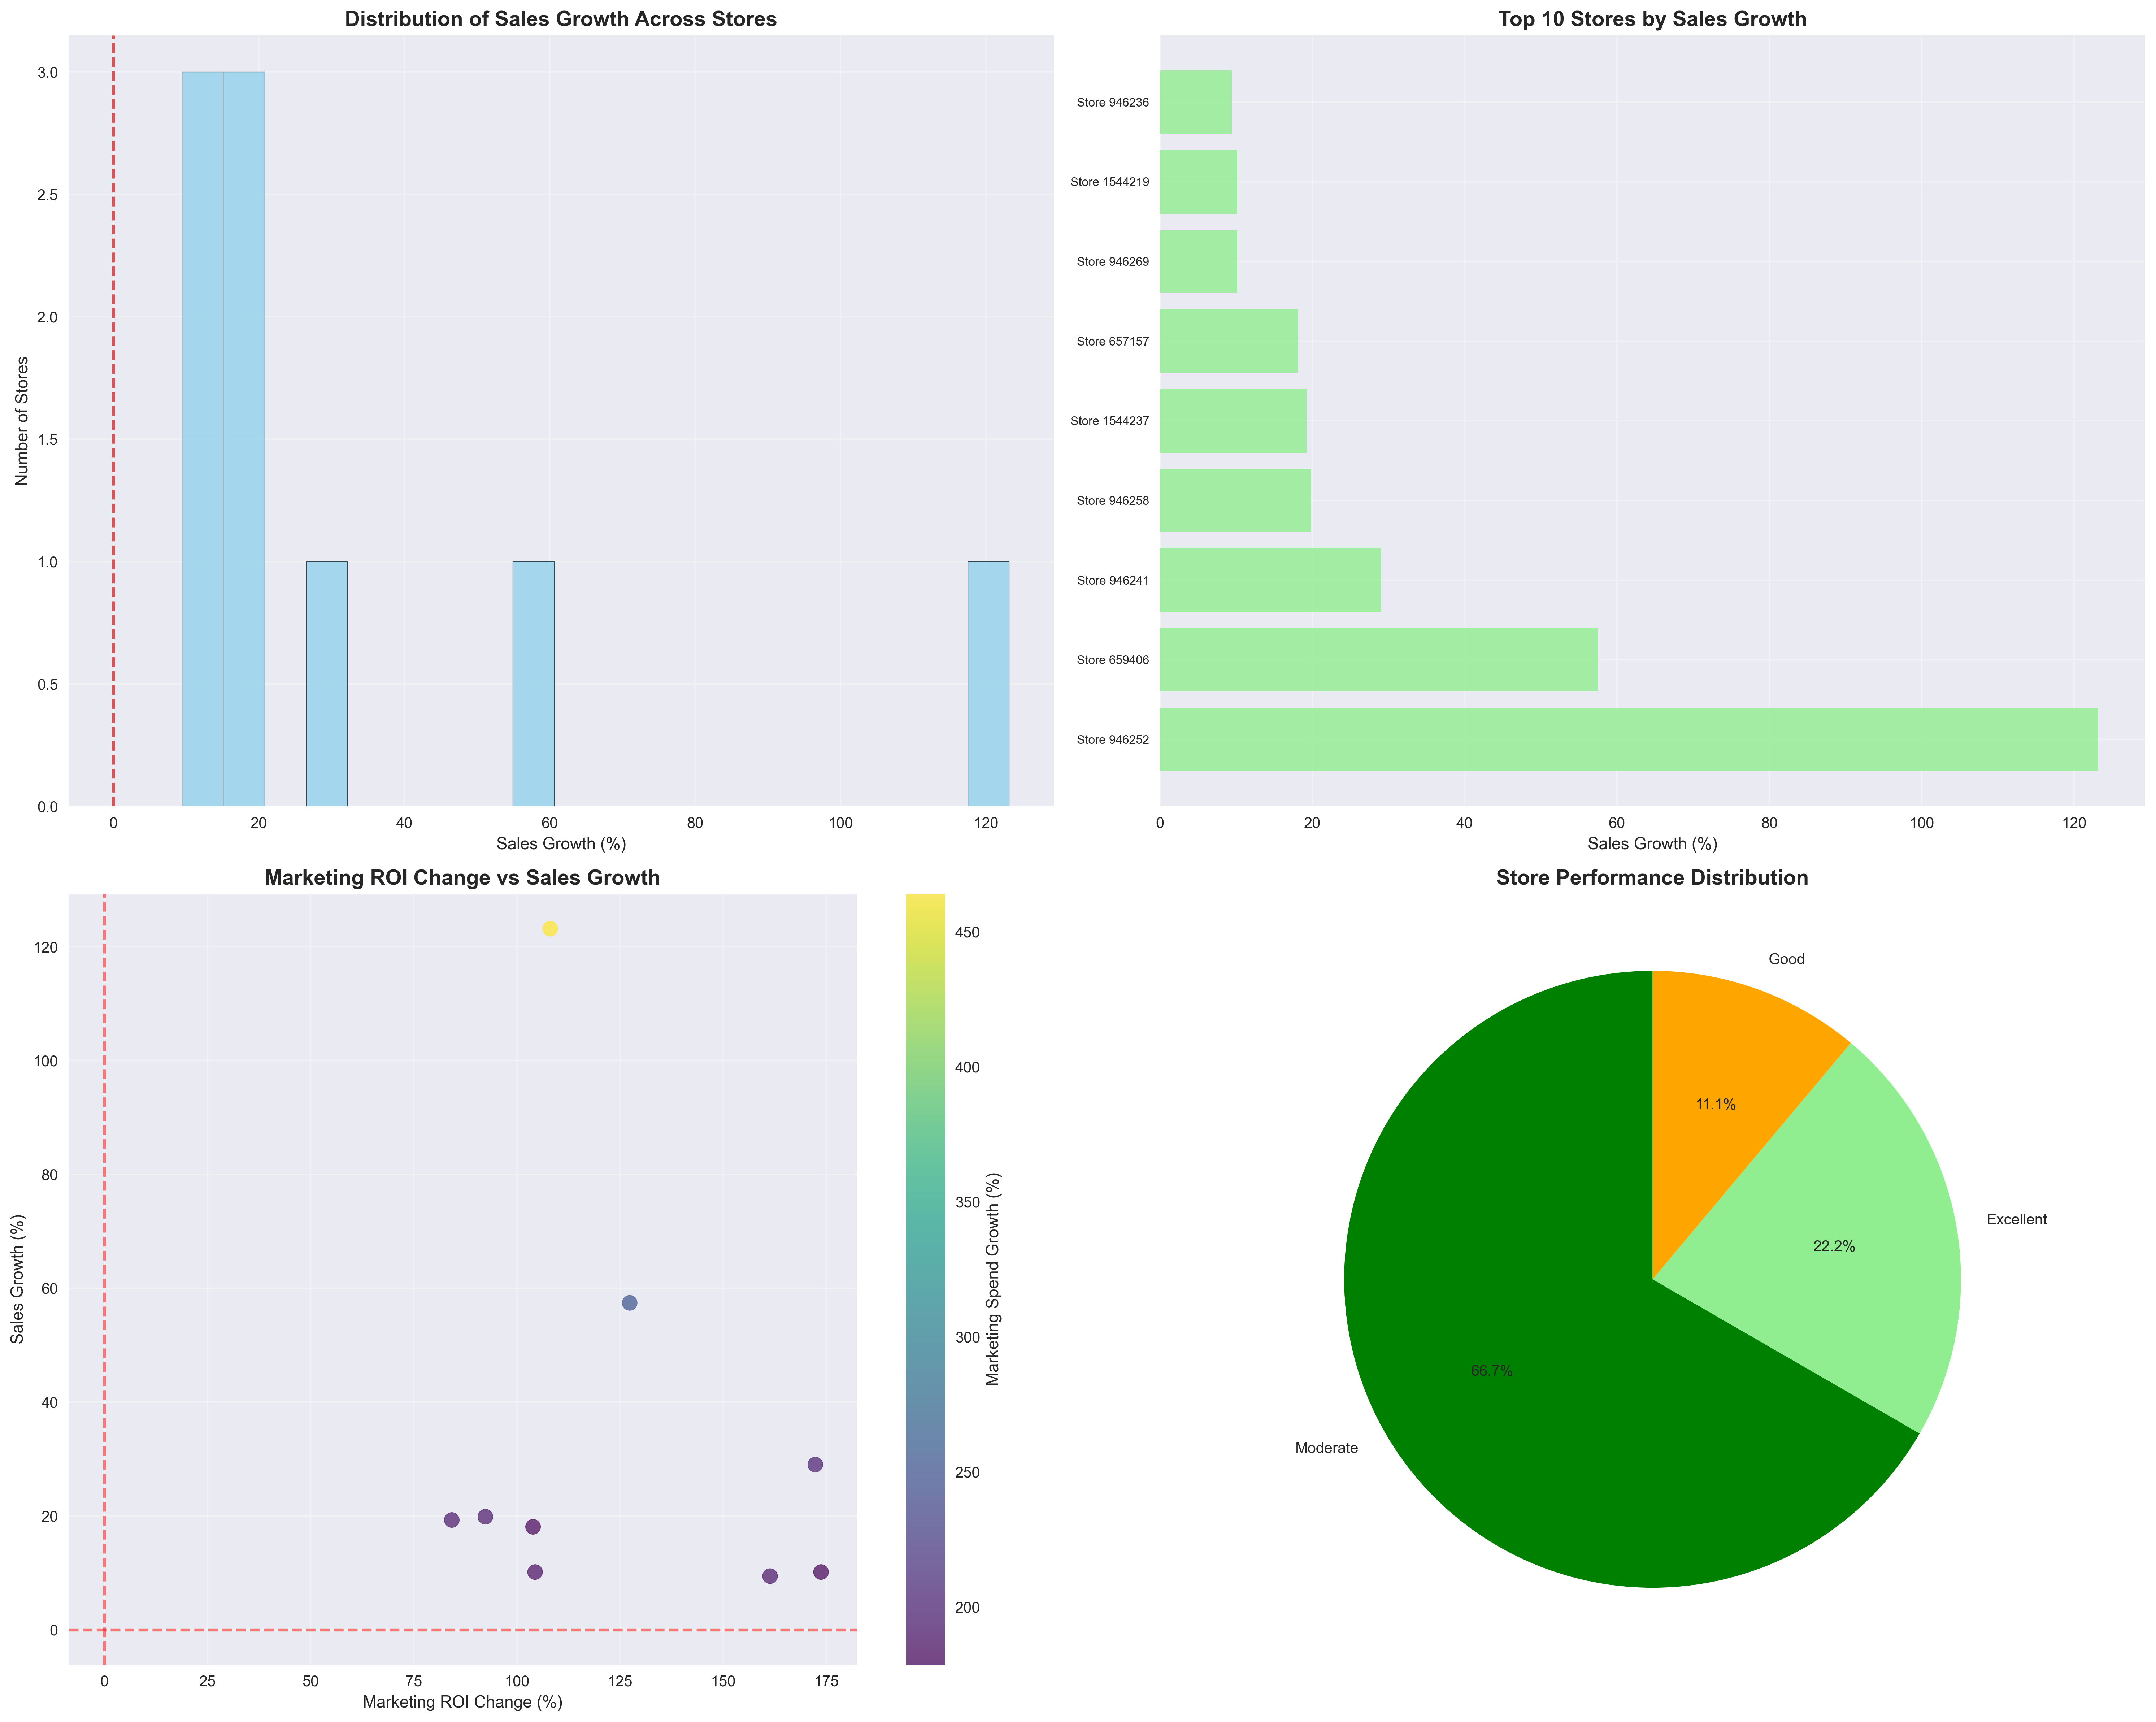 Distribution of Sales Growth Across Stores
Number of Stores
3.0
2.5
2.0
1.5
1.0
0.5
0.0
0 20 40 60 80 100 120
Sales Growth (%)
Top 10 Stores by Sales Growth
Store 946236
Store 1544219
Store 946269
Store 657157
Store 1544237
Store 946258
Store 946241
Store 659406
Store 946252
0 20 40 60 80 100 120
Sales Growth (%)
Marketing ROI Change vs Sales Growth
Sales Growth (%)
120
100
80
60
40
20
0
0 25 50 75 100 125 150 175
Marketing ROI Change (%)
450
400
350
300
250
200
Marketing Spend Growth (%)
Store Performance Distribution
Good
11.1%
Excellent
22.2%
66.7%
Moderate